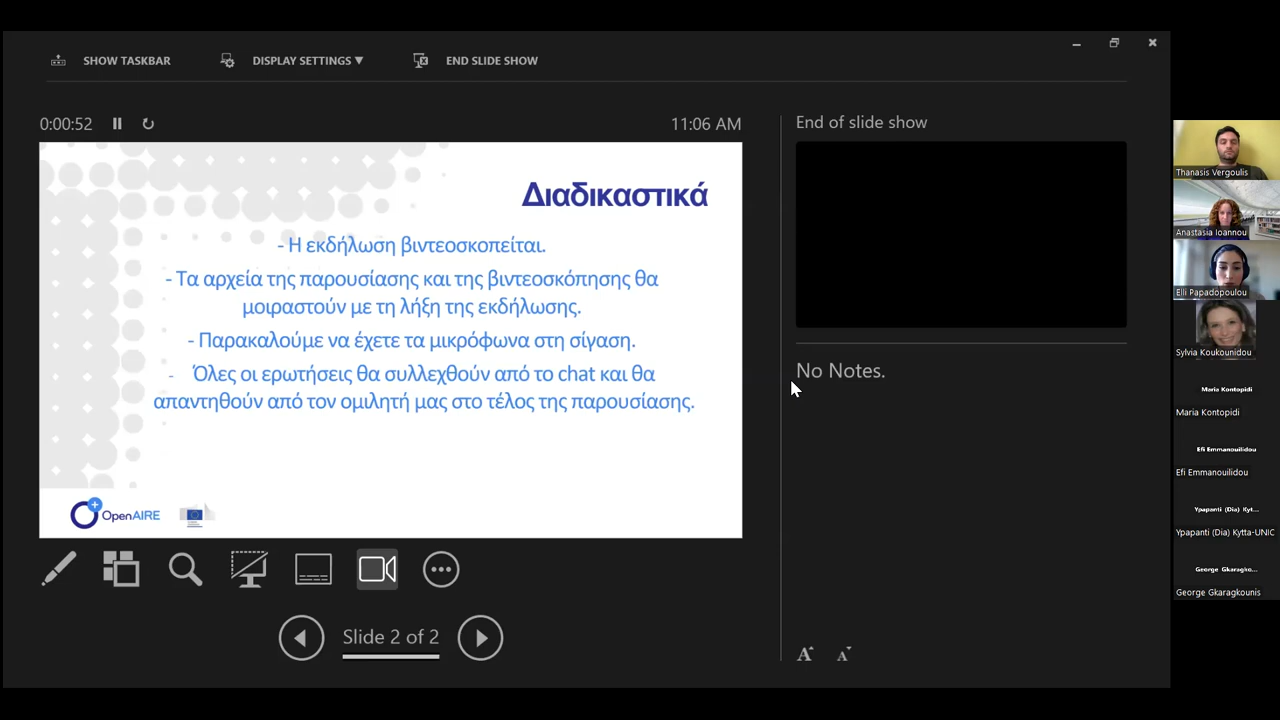 SHOW TASKBAR
DISPLAY SETTINGS ▼
END SLIDE SHOW
0:00:52
11:06 AM
Διαδικαστικά
- Η εκδήλωση βιντεοσκοπείται.
- Τα αρχεία της παρουσίασης και της βιντεοσκόπησης θα
μοιραστούν με τη λήξη της εκδήλωσης.
- Παρακαλούμε να έχετε τα μικρόφωνα στη σίγαση.
- Όλες οι ερωτήσεις θα συλλεχθούν από το chat και θα
απαντηθούν από τον ομιλητή μας στο τέλος της παρουσίασης.
OpenAIRE
Slide 2 of 2
End of slide show
No Notes.
A A
Thanasis Vergoulis
Anastasia Ioannou
Elli Papadopoulou
Sylvia Koukounidou
Maria Kontopidi
Maria Kontopidi
Efi Emmanouilidou
Efi Emmanouilidou
Ypapanti (Dia) Kyt...
Ypapanti (Dia) Kytta-UNIC
George Gkaragko...
George Gkaragkounis